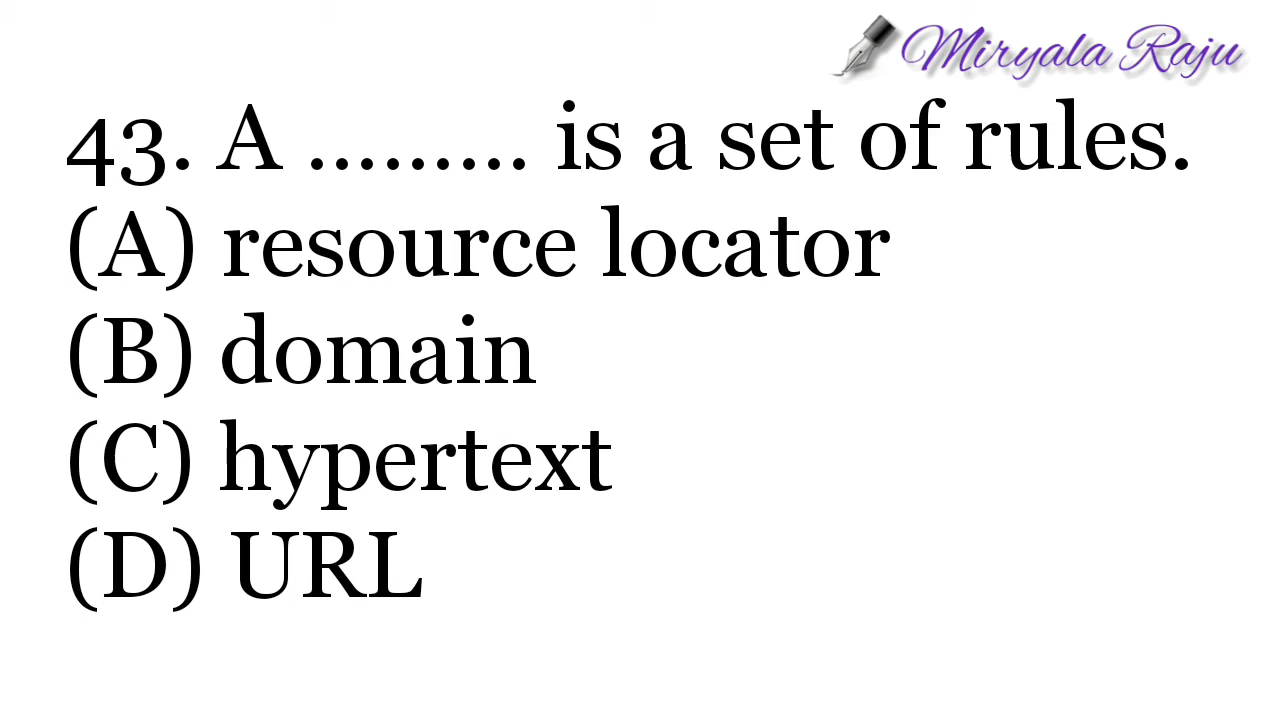 Miryala Raju
43. A ......... is a set of rules.
(A) resource locator
(B) domain
(C) hypertext
(D) URL